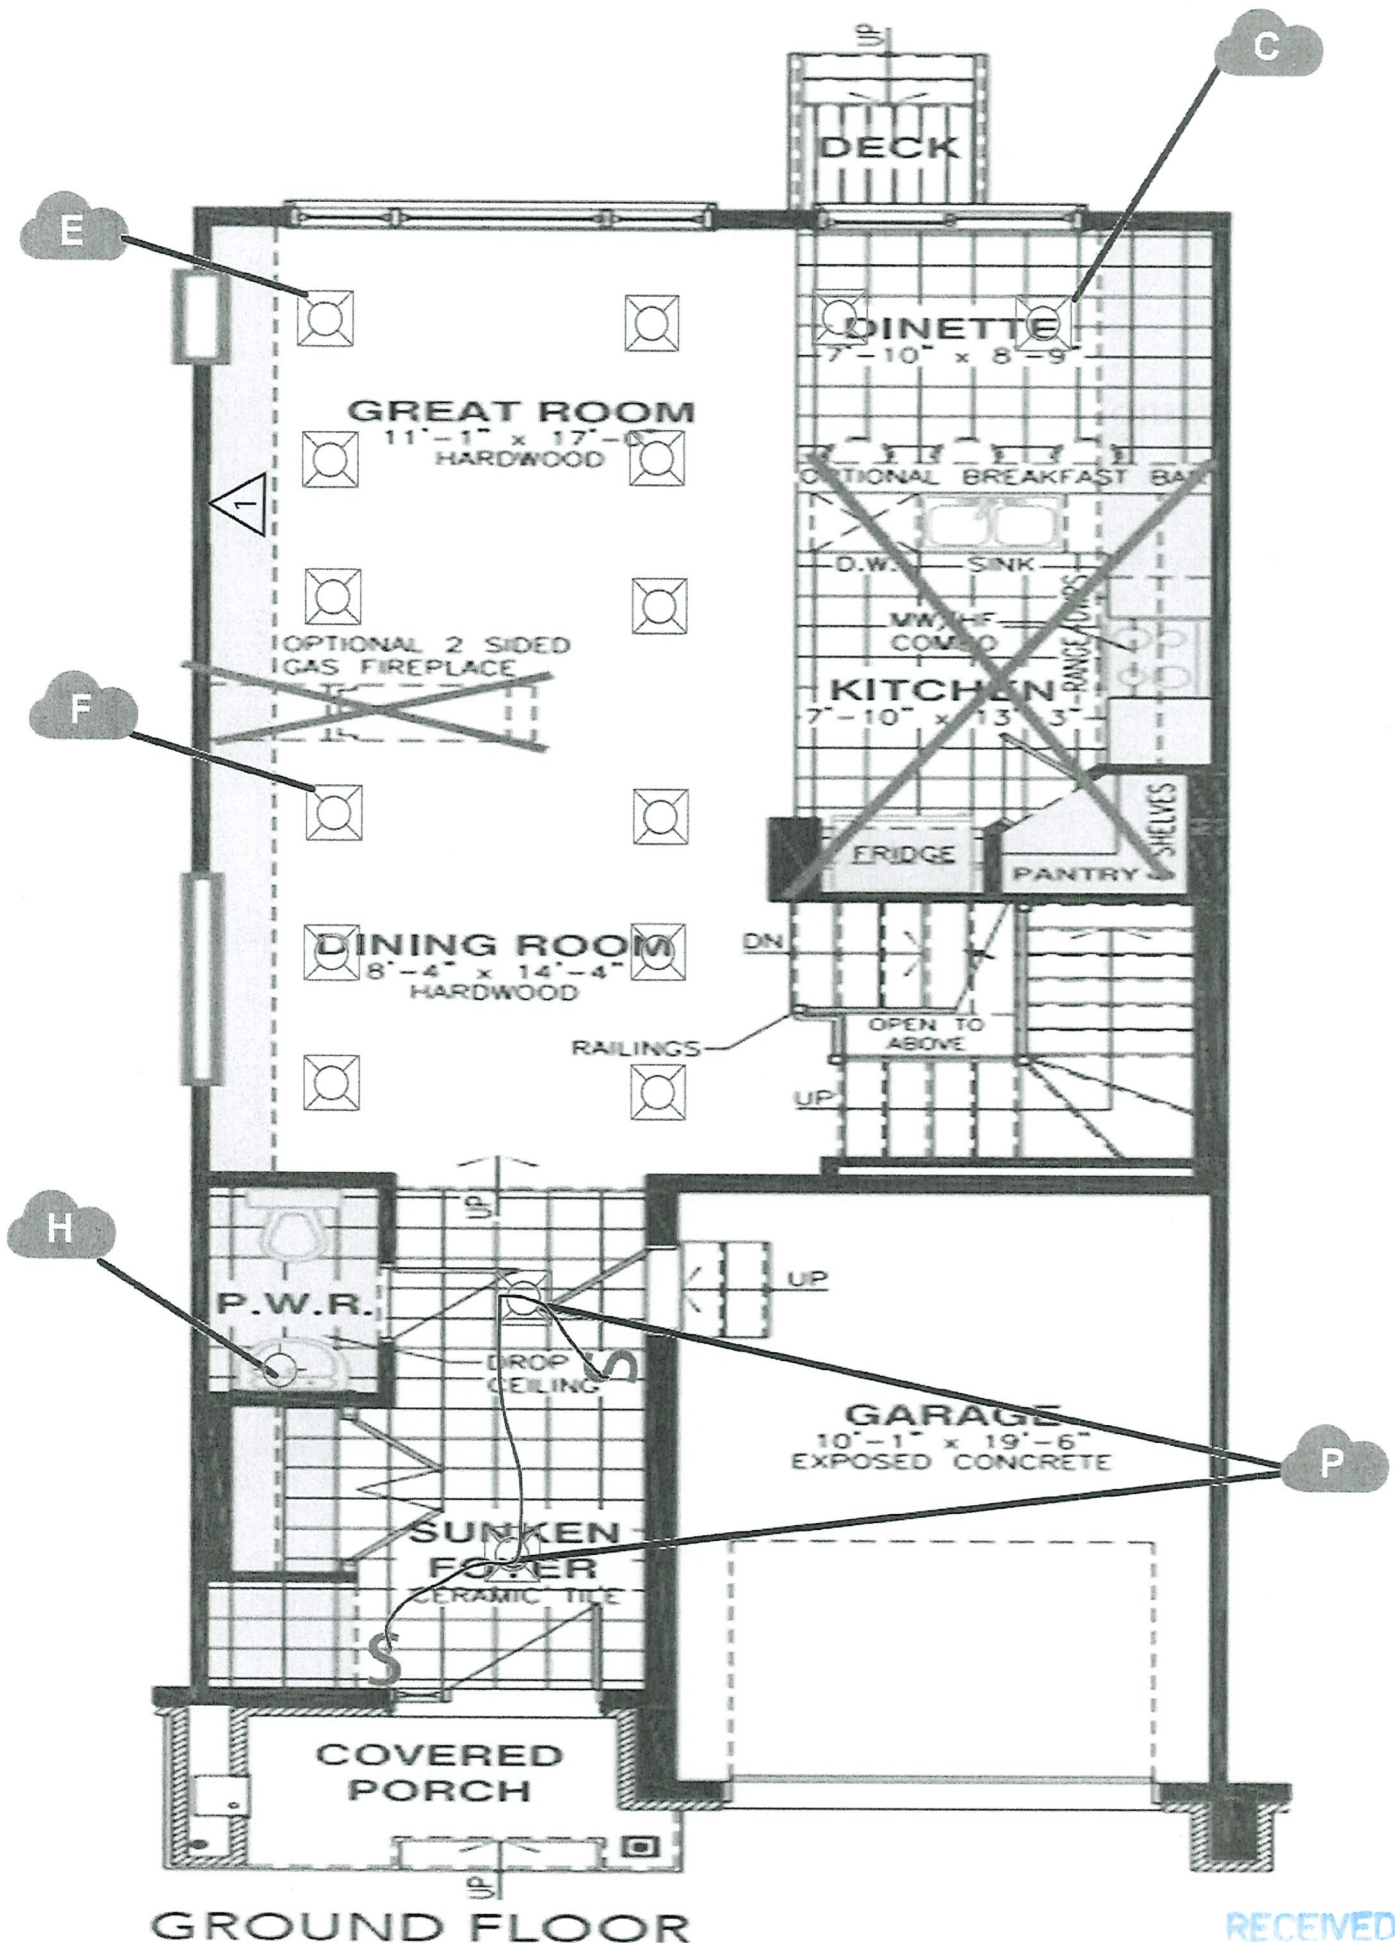 UP
C
DECK
E
DINETTE
7'-10" x 8'-9"
GREAT ROOM
11'-1" x 17'-0"
HARDWOOD
1
OPTIONAL BREAKFAST BAR
D.W.
SINK
MW/HF
COMBO
RANGE
OPTIONAL 2 SIDED
GAS FIREPLACE
KITCHEN
7'-10" x 13'-3"
F
SHELVES
FRIDGE
PANTRY
DINING ROOM
8'-4" x 14'-4"
HARDWOOD
DN
OPEN TO
ABOVE
RAILINGS
UP
UP
H
UP
P.W.R.
DROP
CEILING
S
GARAGE
10'-1" x 19'-6"
EXPOSED CONCRETE
P
SUNKEN
FOYER
CERAMIC TILE
S
COVERED
PORCH
UP
GROUND FLOOR
RECEIVED